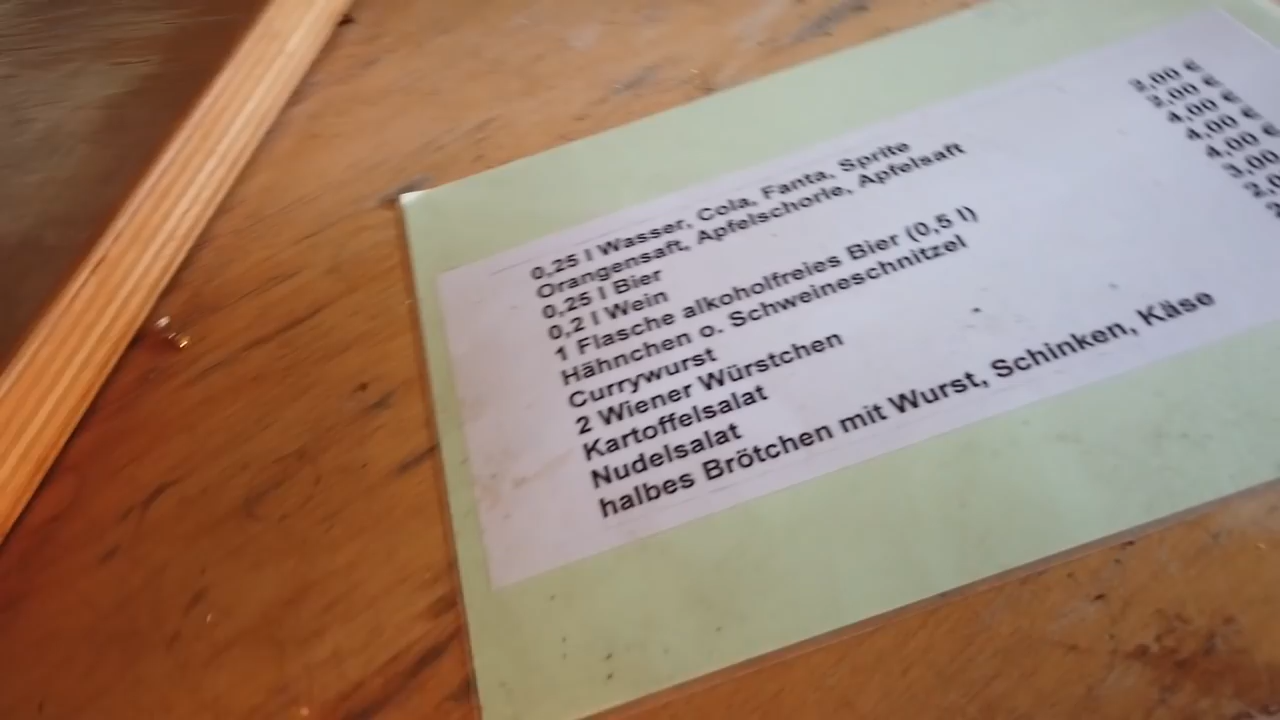 0,25 l Wasser, Cola, Fanta, Sprite
Orangensaft, Apfelschorle, Apfelsaft
0,25 l Bier
0,2 l Wein
1 Flasche alkoholfreies Bier (0,5 l)
Hähnchen o. Schweineschnitzel
Currywurst
2 Wiener Würstchen
Kartoffelsalat
Nudelsalat
halbes Brötchen mit Wurst, Schinken, Käse
2,00 €
2,00 €
4,00 €
4,00 €
4,00 €
3,00